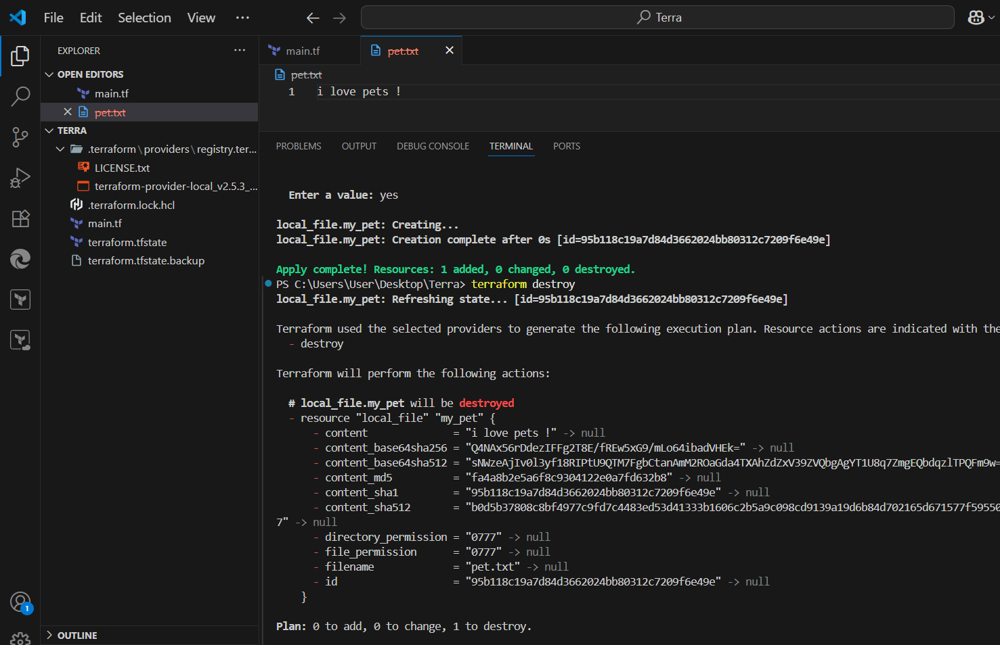 File Edit Selection View ··· Terra
EXPLORER ···
OPEN EDITORS
main.tf
pet.txt
TERRA
.terraform\providers\registry.ter...
LICENSE.txt
terraform-provider-local_v2.5.3_...
.terraform.lock.hcl
main.tf
terraform.tfstate
terraform.tfstate.backup
OUTLINE
1
main.tf pet.txt
pet.txt
1 i love pets !
PROBLEMS OUTPUT DEBUG CONSOLE TERMINAL PORTS
Enter a value: yes
local_file.my_pet: Creating...
local_file.my_pet: Creation complete after 0s [id=95b118c19a7d84d3662024bb80312c7209f6e49e]
Apply complete! Resources: 1 added, 0 changed, 0 destroyed.
PS C:\Users\User\Desktop\Terra> terraform destroy
local_file.my_pet: Refreshing state... [id=95b118c19a7d84d3662024bb80312c7209f6e49e]
Terraform used the selected providers to generate the following execution plan. Resource actions are indicated with the
- destroy
Terraform will perform the following actions:
# local_file.my_pet will be destroyed
- resource "local_file" "my_pet" {
- content = "i love pets !" -> null
- content_base64sha256 = "Q4NAx56rDdezIFFg2T8E/fREw5xG9/mLo64ibadVHEk=" -> null
- content_base64sha512 = "sNWzeAjIv0l3yf18RIPtU9QTM7FgbCtanAmM2ROaGda4TXAhZdZxV39ZVQbgAgYT1U8q7ZmgEQbdqzlTPQFm9w=
- content_md5 = "fa4a8b2e5a6f8c9304122e0a7fd632b8" -> null
- content_sha1 = "95b118c19a7d84d3662024bb80312c7209f6e49e" -> null
- content_sha512 = "b0d5b37808c8bf4977c9fd7c4483ed53d41333b1606c2b5a9c098cd9139a19d6b84d702165d671577f59550
7" -> null
- directory_permission = "0777" -> null
- file_permission = "0777" -> null
- filename = "pet.txt" -> null
- id = "95b118c19a7d84d3662024bb80312c7209f6e49e" -> null
}
Plan: 0 to add, 0 to change, 1 to destroy.